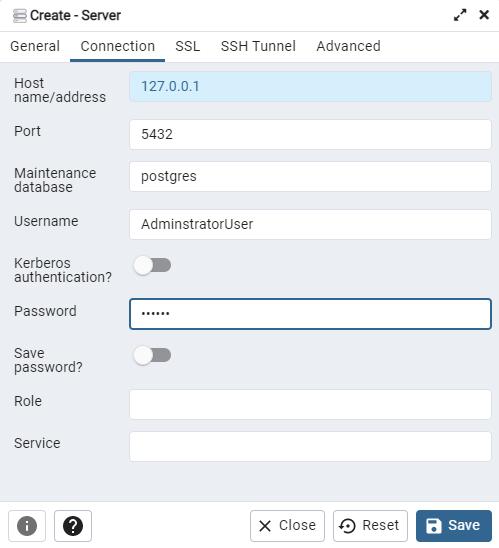 Create - Server
General Connection SSL SSH Tunnel Advanced
Host
name/address
127.0.0.1
Port
5432
Maintenance
database
postgres
Username
AdminstratorUser
Kerberos
authentication?
Password
••••••
Save
password?
Role
Service
Close Reset Save